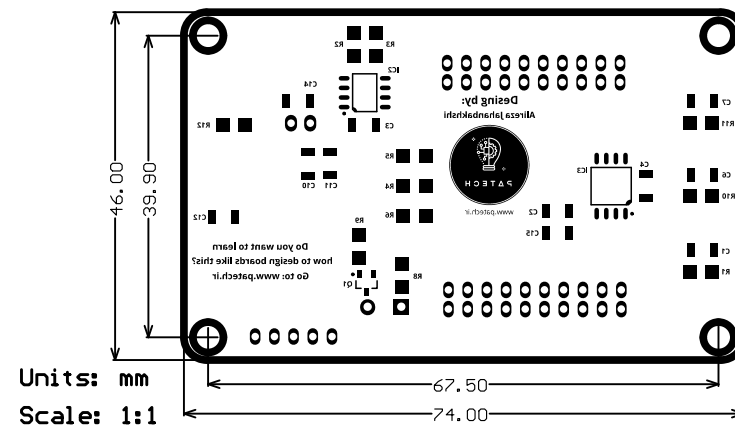 R2
R3
IC2
C14
R12
C3
Desing by:
Alireza Jahanbakhshi
C7
R11
R5
R4
R6
PATECH
www.patech.ir
IC3
C4
C6
R10
C10
C11
C12
R9
C2
C15
C1
R1
Do you want to learn
how to design boards like this?
Go to: www.patech.ir
Q1
R8
46.00
39.90
67.50
74.00
Units: mm
Scale: 1:1